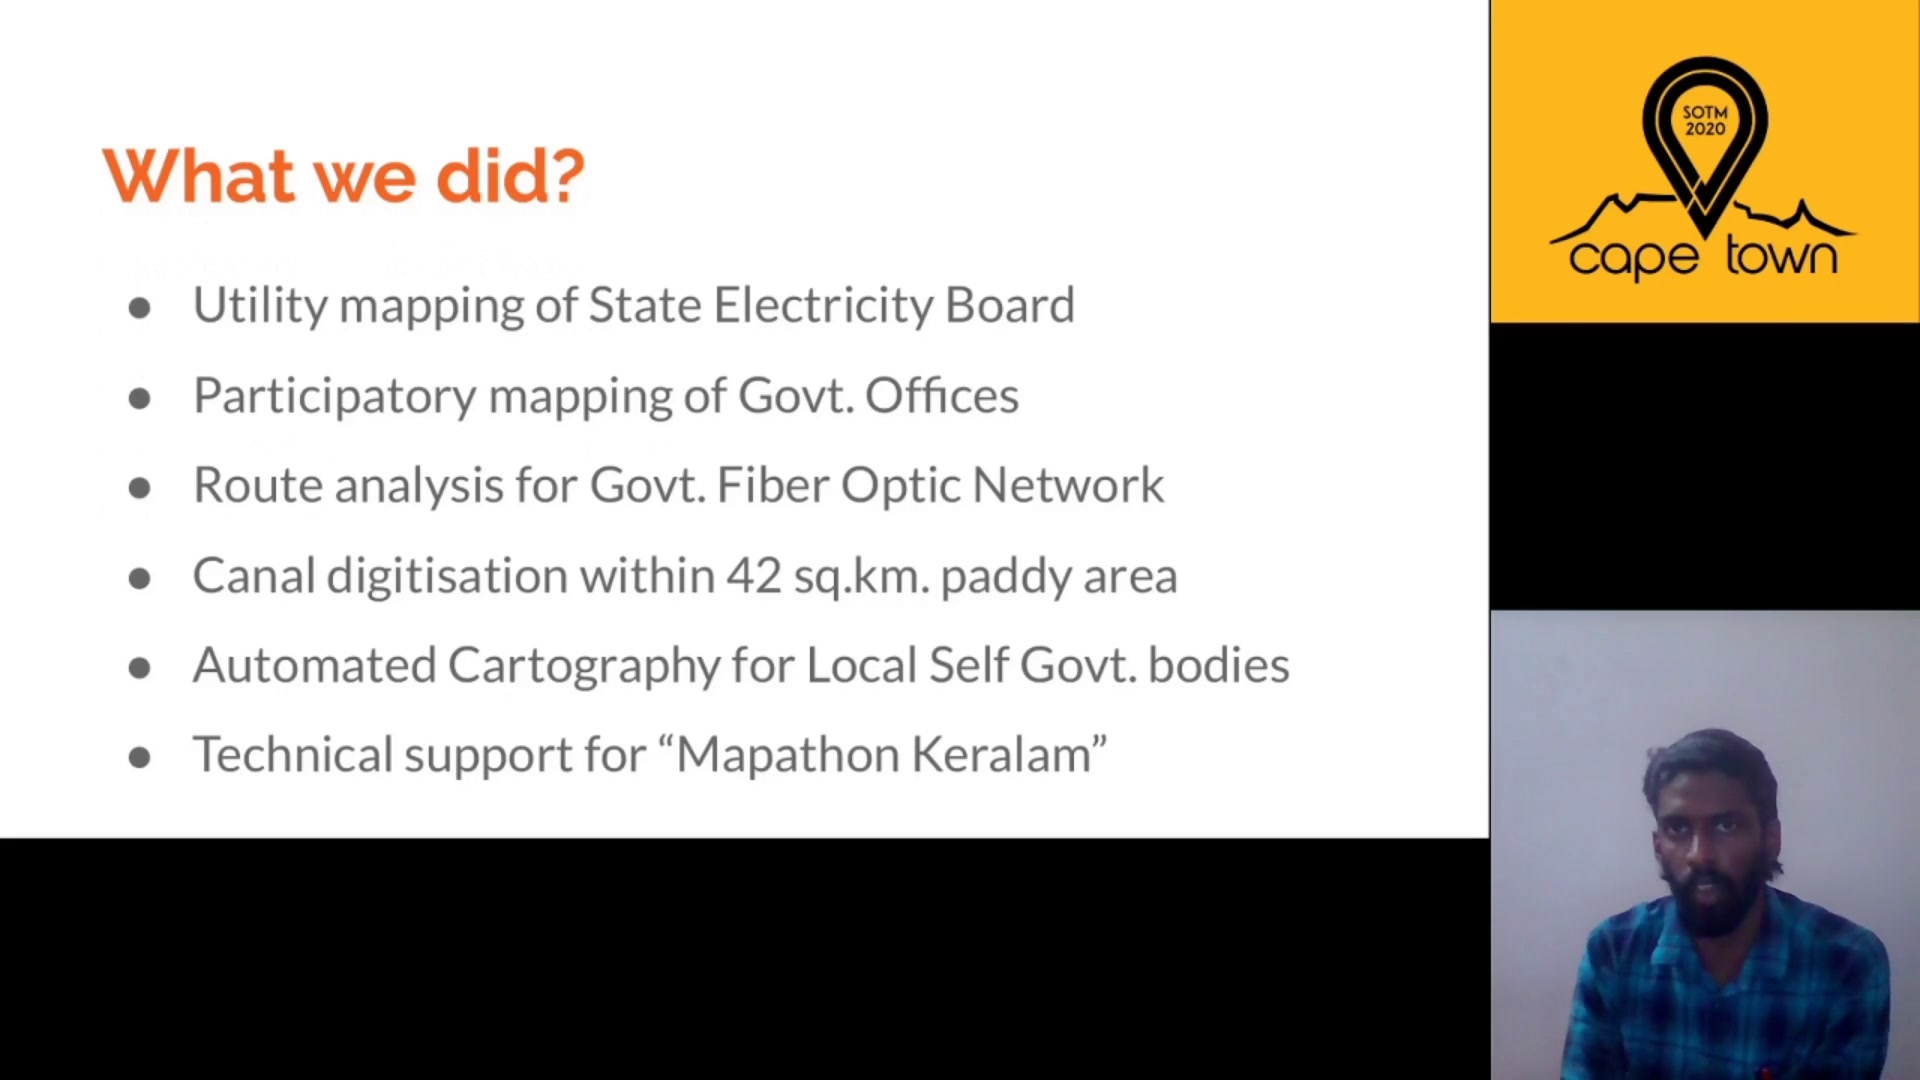 What we did?
● Utility mapping of State Electricity Board
● Participatory mapping of Govt. Offices
● Route analysis for Govt. Fiber Optic Network
● Canal digitisation within 42 sq.km. paddy area
● Automated Cartography for Local Self Govt. bodies
● Technical support for “Mapathon Keralam”
SOTM
2020
cape town